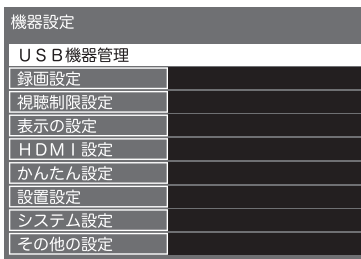 機器設定
ＵＳＢ機器管理
録画設定
視聴制限設定
表示の設定
ＨＤＭＩ設定
かんたん設定
設置設定
システム設定
その他の設定